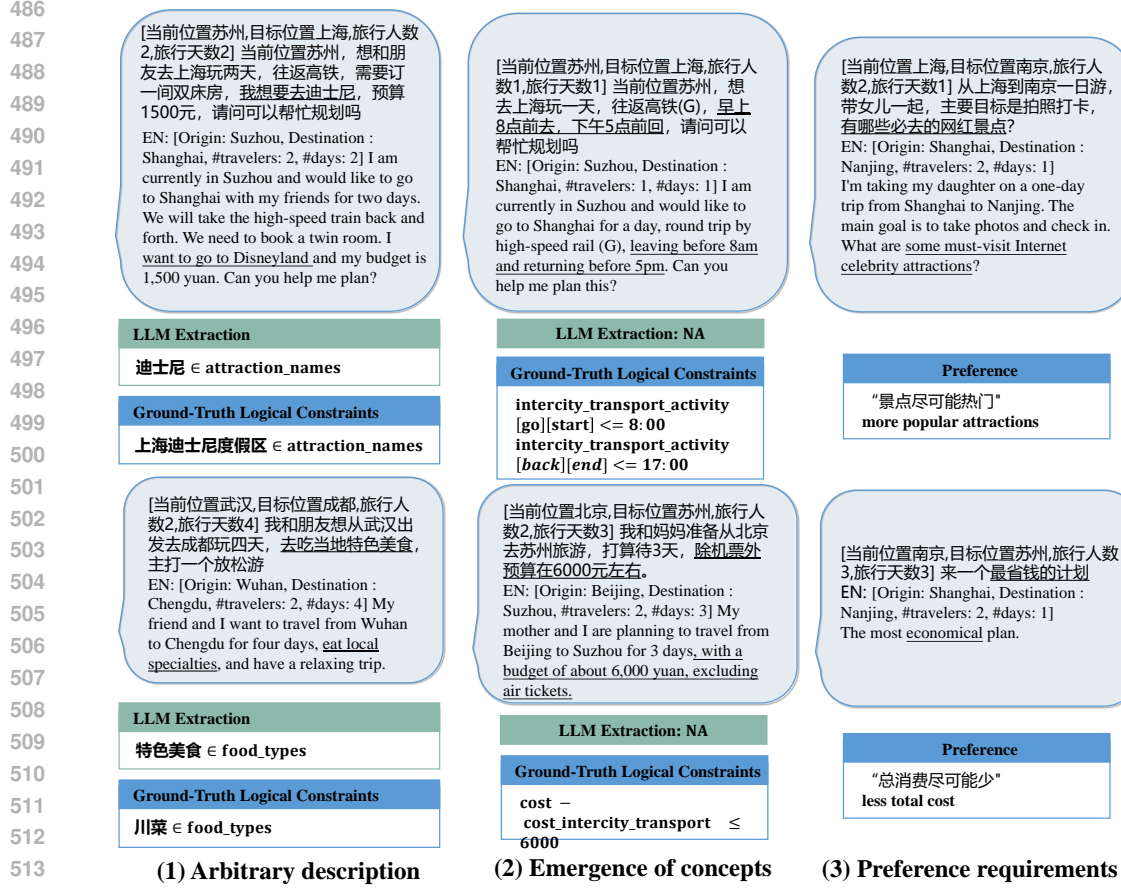 486
487
488
489
490
491
492
493
494
495
496
497
498
499
500
501
502
503
504
505
506
507
508
509
510
511
512
513
[当前位置苏州,目标位置上海,旅行人数
2,旅行天数2] 当前位置苏州，想和朋
友去上海玩两天，往返高铁，需要订
一间双床房，我想要去迪士尼，预算
1500元，请问可以帮忙规划吗
EN: [Origin: Suzhou, Destination :
Shanghai, #travelers: 2, #days: 2] I am
currently in Suzhou and would like to go
to Shanghai with my friends for two days.
We will take the high-speed train back and
forth. We need to book a twin room. I
want to go to Disneyland and my budget is
1,500 yuan. Can you help me plan?
LLM Extraction
迪士尼 ∈ attraction_names
Ground-Truth Logical Constraints
上海迪士尼度假区 ∈ attraction_names
[当前位置武汉,目标位置成都,旅行人
数2,旅行天数4] 我和朋友想从武汉出
发去成都玩四天，去吃当地特色美食，
主打一个放松游
EN: [Origin: Wuhan, Destination :
Chengdu, #travelers: 2, #days: 4] My
friend and I want to travel from Wuhan
to Chengdu for four days, eat local
specialties, and have a relaxing trip.
LLM Extraction
特色美食 ∈ food_types
Ground-Truth Logical Constraints
川菜 ∈ food_types
(1) Arbitrary description
[当前位置苏州,目标位置上海,旅行人
数1,旅行天数1] 当前位置苏州，想
去上海玩一天，往返高铁(G)，早上
8点前去，下午5点前回，请问可以
帮忙规划吗
EN: [Origin: Suzhou, Destination :
Shanghai, #travelers: 1, #days: 1] I am
currently in Suzhou and would like to
go to Shanghai for a day, round trip by
high-speed rail (G), leaving before 8am
and returning before 5pm. Can you
help me plan this?
LLM Extraction: NA
Ground-Truth Logical Constraints
intercity_transport_activity
[go][start] <= 8:00
intercity_transport_activity
[back][end] <= 17:00
[当前位置北京,目标位置苏州,旅行人
数2,旅行天数3] 我和妈妈准备从北京
去苏州旅游，打算待3天，除机票外
预算在6000元左右。
EN: [Origin: Beijing, Destination :
Suzhou, #travelers: 2, #days: 3] My
mother and I are planning to travel from
Beijing to Suzhou for 3 days, with a
budget of about 6,000 yuan, excluding
air tickets.
LLM Extraction: NA
Ground-Truth Logical Constraints
cost −
cost_intercity_transport ≤
6000
(2) Emergence of concepts
[当前位置上海,目标位置南京,旅行人
数2,旅行天数1] 从上海到南京一日游，
带女儿一起，主要目标是拍照打卡，
有哪些必去的网红景点?
EN: [Origin: Shanghai, Destination :
Nanjing, #travelers: 2, #days: 1]
I'm taking my daughter on a one-day
trip from Shanghai to Nanjing. The
main goal is to take photos and check in.
What are some must-visit Internet
celebrity attractions?
Preference
“景点尽可能热门"
more popular attractions
[当前位置南京,目标位置苏州,旅行人数
3,旅行天数3] 来一个最省钱的计划
EN: [Origin: Shanghai, Destination :
Nanjing, #travelers: 2, #days: 1]
The most economical plan.
Preference
“总消费尽可能少"
less total cost
(3) Preference requirements